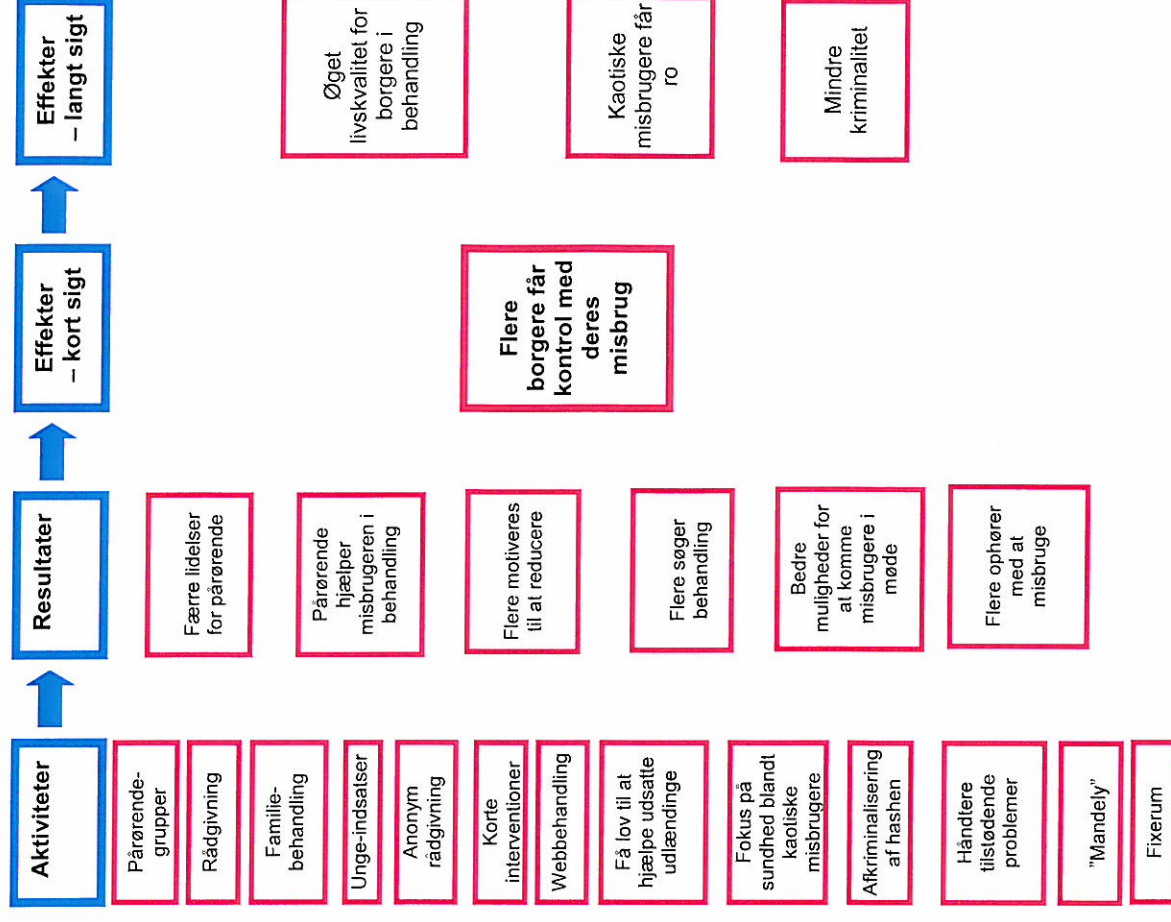 Aktiviteter
Pårørende-
grupper
Rådgivning
Familie-
behandling
Unge-indsatser
Anonym
rådgivning
Korte
interventioner
Webbehandling
Få lov til at
hjælpe udsatte
udlændinge
Fokus på
sundhed blandt
kaotiske
misbrugere
Afkriminalisering
af hashen
Håndtere
tilstødende
problemer
"Mandely"
Fixerum
Resultater
Færre lidelser
for pårørende
Pårørende
hjælper
misbrugeren i
behandling
Flere motiveres
til at reducere
Flere søger
behandling
Bedre
muligheder for
at komme
misbrugere i
møde
Flere ophører
med at
misbruge
Effekter
– kort sigt
Flere
borgere får
kontrol med
deres
misbrug
Effekter
– langt sigt
Øget
livskvalitet for
borgere i
behandling
Kaotiske
misbrugere får
ro
Mindre
kriminalitet